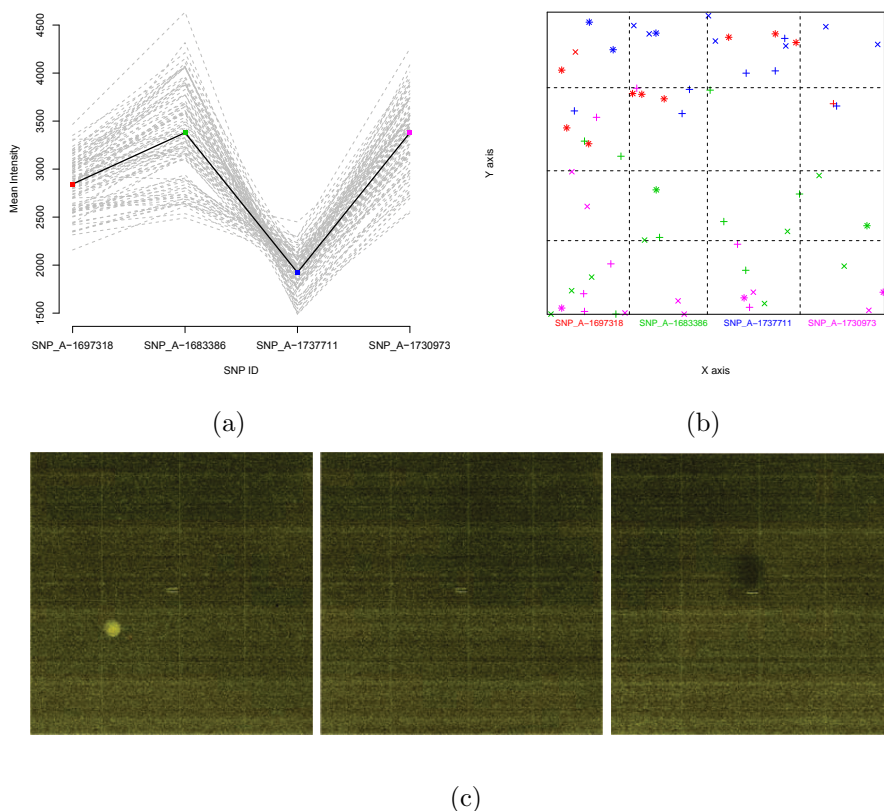 4500
4000
3500
3000
2500
2000
1500
Mean Intensity
SNP_A−1697318
SNP_A−1683386
SNP_A−1737711
SNP_A−1730973
SNP ID
(a)
Y axis
SNP_A−1697318
SNP_A−1683386
SNP_A−1737711
SNP_A−1730973
X axis
(b)
(c)